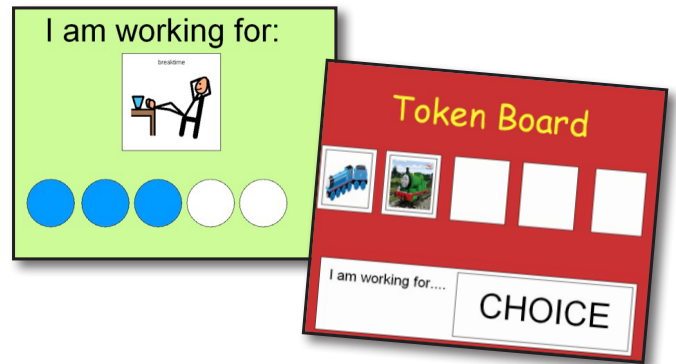 I am working for:
breaktime
Token Board
I am working for....
CHOICE